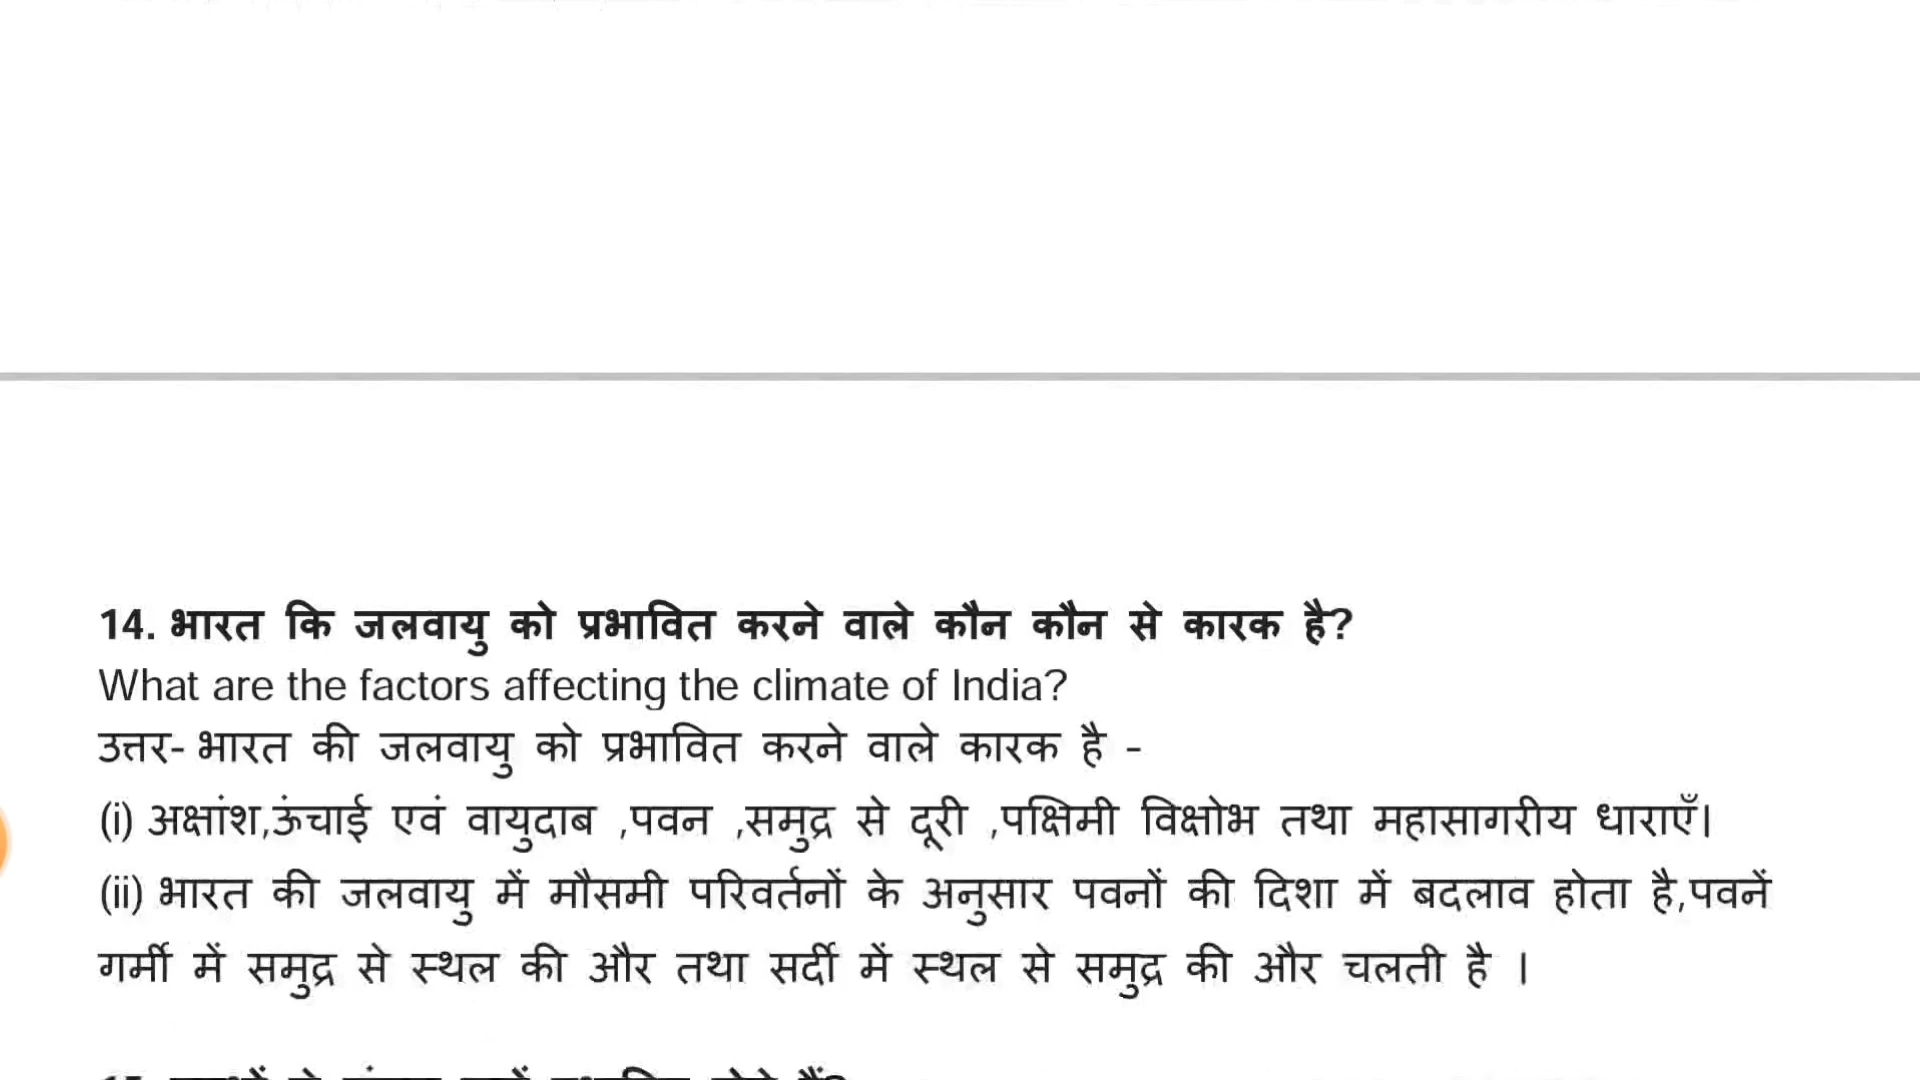 14. भारत कि जलवायु को प्रभावित करने वाले कौन कौन से कारक है?
What are the factors affecting the climate of India?
उत्तर- भारत की जलवायु को प्रभावित करने वाले कारक है -
(i) अक्षांश,ऊंचाई एवं वायुदाब ,पवन ,समुद्र से दूरी ,पक्षिमी विक्षोभ तथा महासागरीय धाराएँ।
(ii) भारत की जलवायु में मौसमी परिवर्तनों के अनुसार पवनों की दिशा में बदलाव होता है,पवनें
गर्मी में समुद्र से स्थल की और तथा सर्दी में स्थल से समुद्र की और चलती है ।